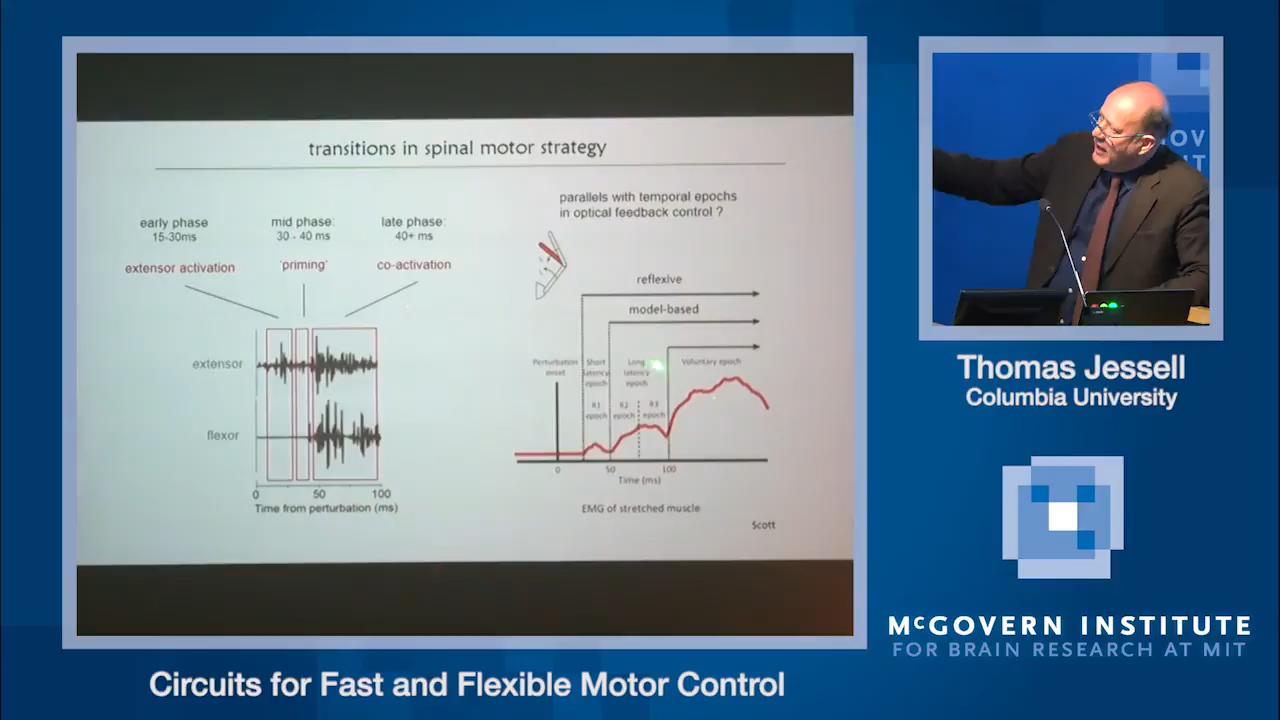 transitions in spinal motor strategy
early phase
15-30ms
mid phase:
30 - 40 ms
late phase:
40+ ms
extensor activation
'priming'
co-activation
extensor
flexor
0
50
100
Time from perturbation (ms)
parallels with temporal epochs
in optical feedback control ?
reflexive
model-based
Perturbation
onset
Short
latency
epoch
Long
latency
epoch
Voluntary epoch
R1
epoch
R2
epoch
R3
epoch
0
50
100
Time (ms)
EMG of stretched muscle
Scott
OV
IT
Thomas Jessell
Columbia University
McGOVERN INSTITUTE
FOR BRAIN RESEARCH AT MIT
Circuits for Fast and Flexible Motor Control